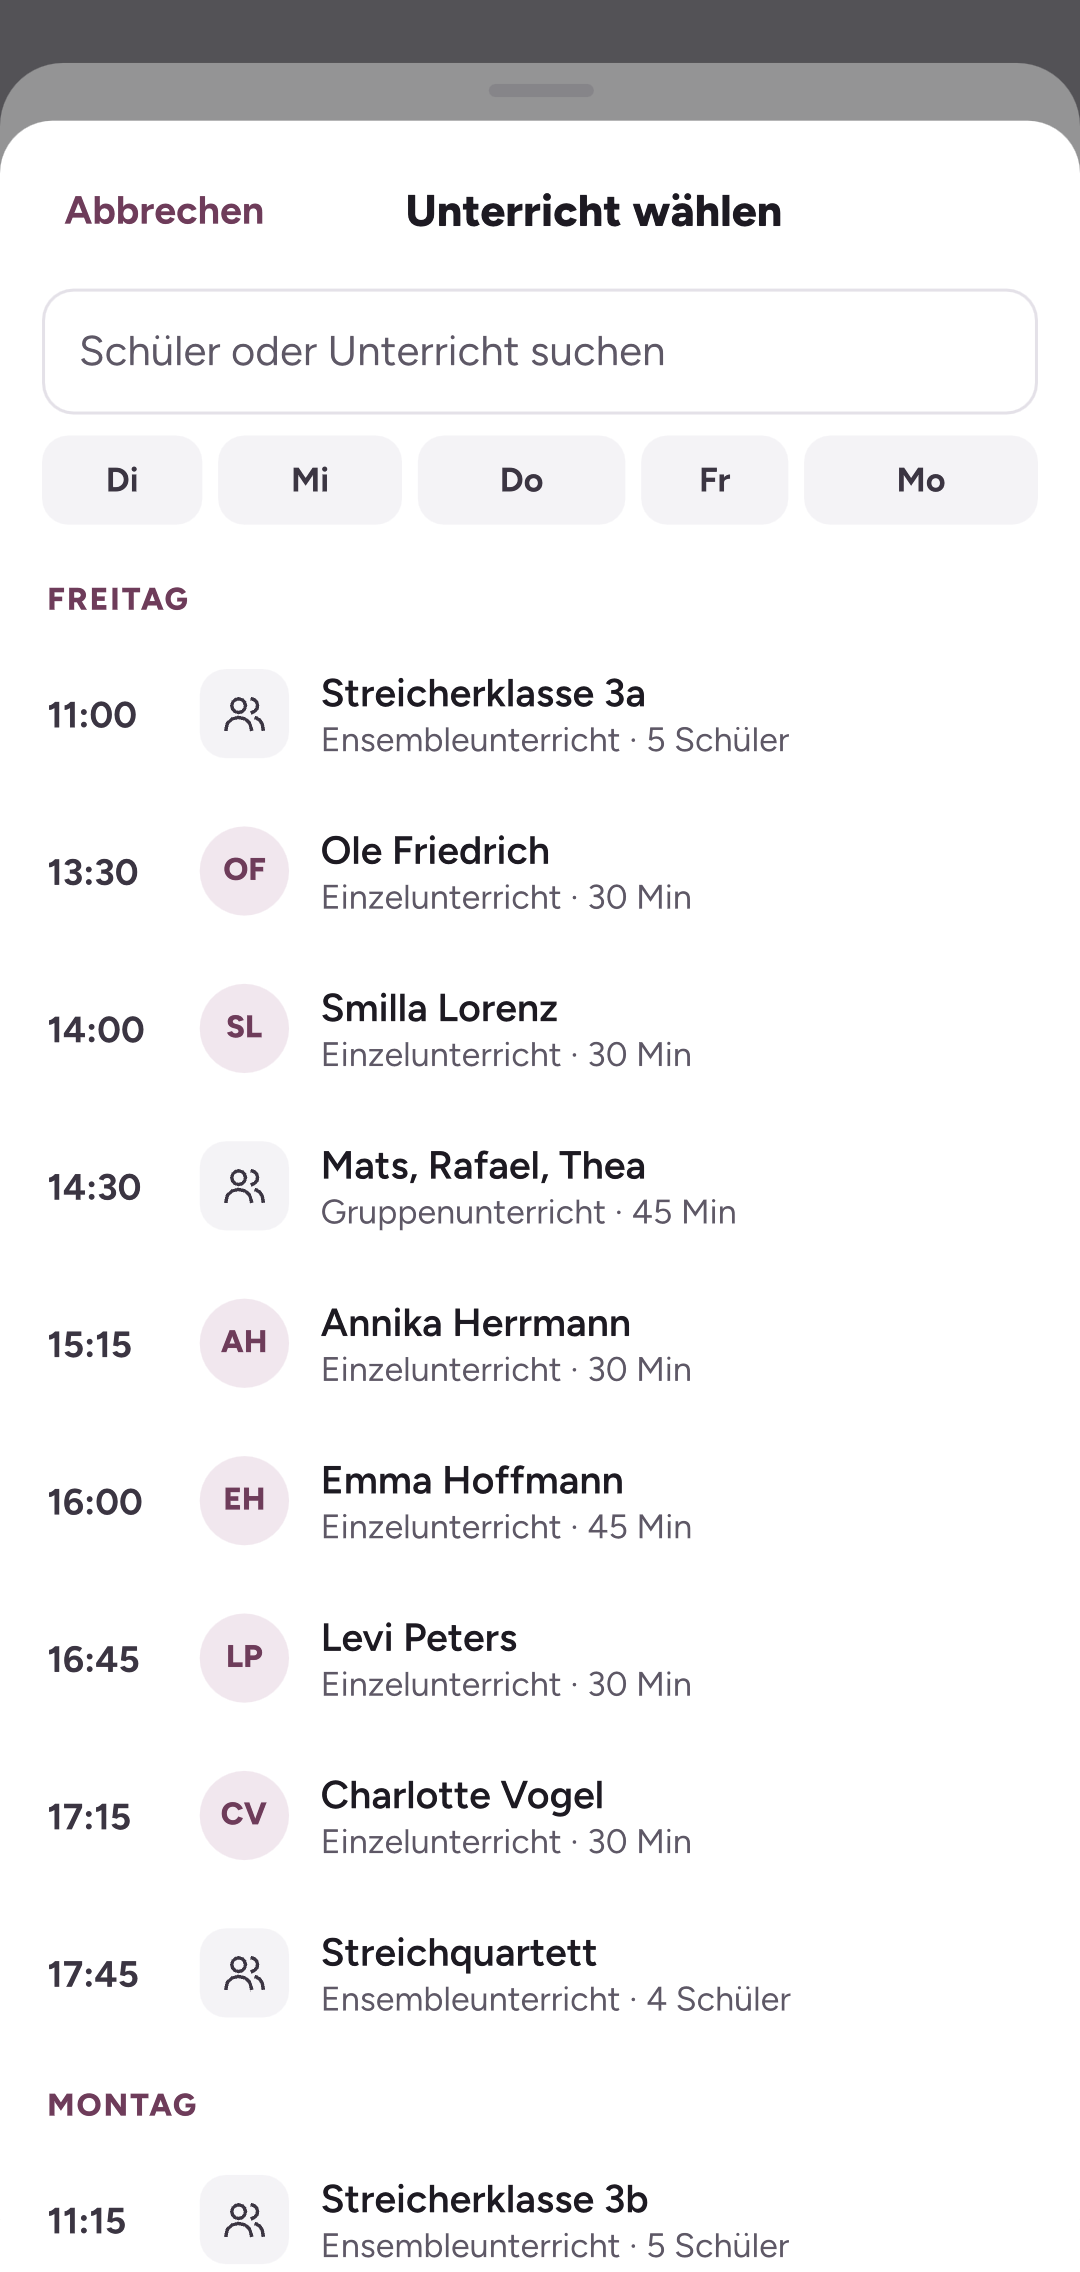 Abbrechen
Unterricht wählen
Schüler oder Unterricht suchen
Di
Mi
Do
Fr
Mo
FREITAG
11:00
Streicherklasse 3a
Ensembleunterricht · 5 Schüler
13:30
OF
Ole Friedrich
Einzelunterricht · 30 Min
14:00
SL
Smilla Lorenz
Einzelunterricht · 30 Min
14:30
Mats, Rafael, Thea
Gruppenunterricht · 45 Min
15:15
AH
Annika Herrmann
Einzelunterricht · 30 Min
16:00
EH
Emma Hoffmann
Einzelunterricht · 45 Min
16:45
LP
Levi Peters
Einzelunterricht · 30 Min
17:15
CV
Charlotte Vogel
Einzelunterricht · 30 Min
17:45
Streichquartett
Ensembleunterricht · 4 Schüler
MONTAG
11:15
Streicherklasse 3b
Ensembleunterricht · 5 Schüler